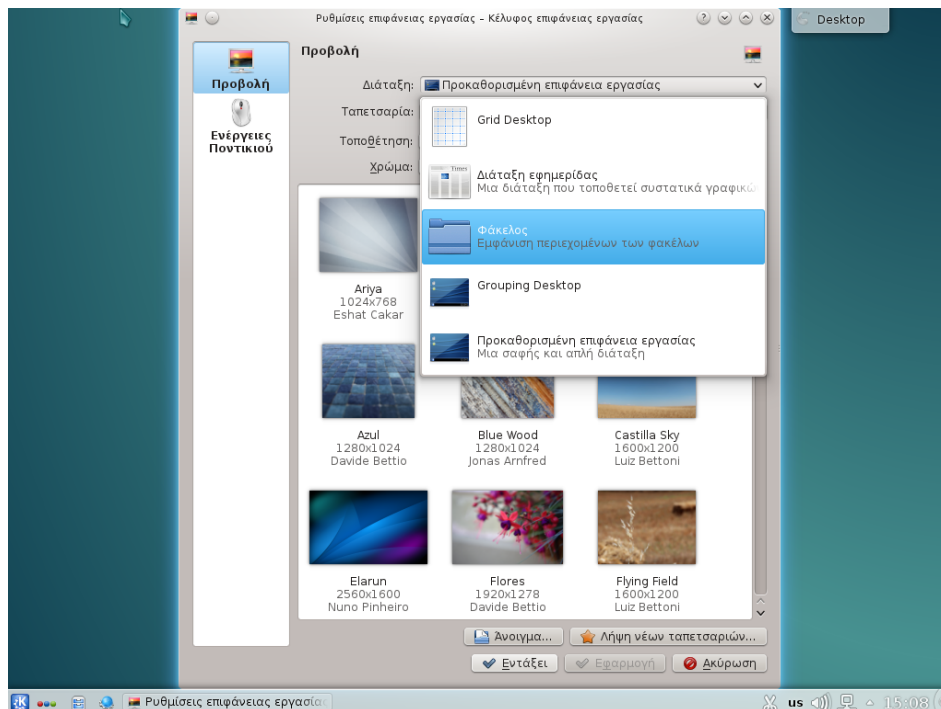 Ρυθμίσεις επιφάνειας εργασίας – Κέλυφος επιφάνειας εργασίας
Desktop
Προβολή
Ενέργειες
Ποντικιού
Προβολή
Διάταξη: Προκαθορισμένη επιφάνεια εργασίας
Ταπετσαρία:
Τοποθέτηση:
Χρώμα:
Grid Desktop
Διάταξη εφημερίδας
Μια διάταξη που τοποθετεί συστατικά γραφικώ
Φάκελος
Εμφάνιση περιεχομένων των φακέλων
Grouping Desktop
Προκαθορισμένη επιφάνεια εργασίας
Μια σαφής και απλή διάταξη
Ariya
1024x768
Eshat Cakar
Azul
1280x1024
Davide Bettio
Blue Wood
1280x1024
Jonas Arnfred
Castilla Sky
1600x1200
Luiz Bettoni
Elarun
2560x1600
Nuno Pinheiro
Flores
1920x1278
Davide Bettio
Flying Field
1600x1200
Luiz Bettoni
Άνοιγμα...
Λήψη νέων ταπετσαριών...
Εντάξει
Εφαρμογή
Ακύρωση
Ρυθμίσεις επιφάνειας εργασία
us
15:08